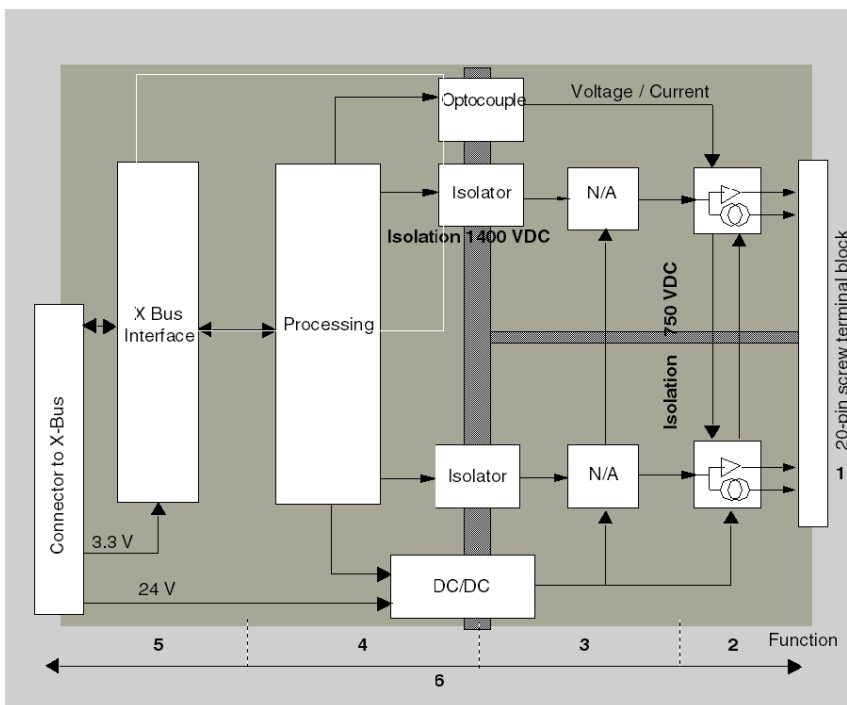 Optocouple
Voltage / Current
Isolator
N/A
Isolation 1400 VDC
X Bus
Interface
Processing
Isolation 750 VDC
Connector to X-Bus
Isolator
N/A
1 20-pin screw terminal block
3.3 V
24 V
DC/DC
5
4
3
2
Function
6